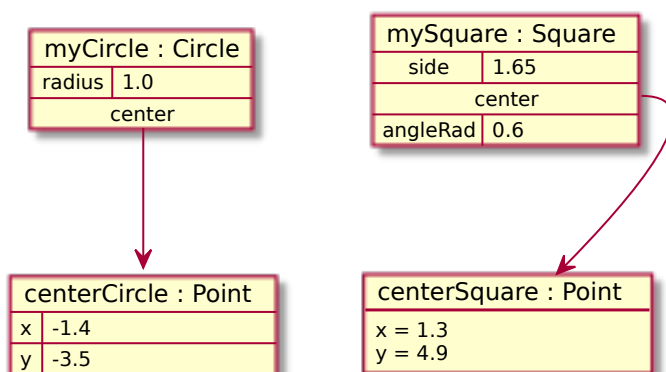 myCircle : Circle
radius 1.0
center
mySquare : Square
side 1.65
center
angleRad 0.6
centerCircle : Point
x -1.4
y -3.5
centerSquare : Point
x = 1.3
y = 4.9